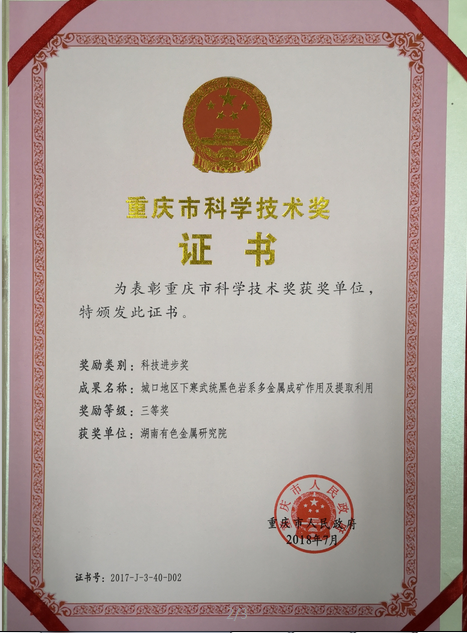 重庆市科学技术奖
证书
为表彰重庆市科学技术奖获奖单位，
特颁发此证书。
奖励类别：科技进步奖
成果名称：城口地区下寒武统黑色岩系多金属成矿作用及提取利用
奖励等级：三等奖
获奖单位：湖南有色金属研究院
重庆市人民政府
重庆市人民政府
2018年7月
证书号：2017-J-3-40-D02
2/3